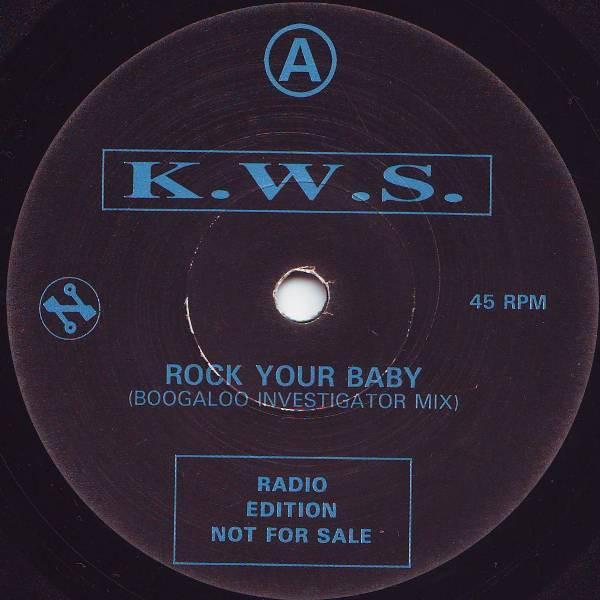 A
K.W.S.
45 RPM
ROCK YOUR BABY
(BOOGALOO INVESTIGATOR MIX)
RADIO
EDITION
NOT FOR SALE